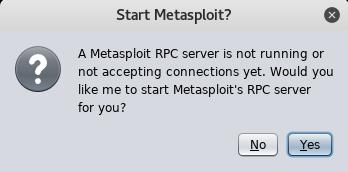 Start Metasploit?
A Metasploit RPC server is not running or
not accepting connections yet. Would you
like me to start Metasploit's RPC server
for you?
No
Yes